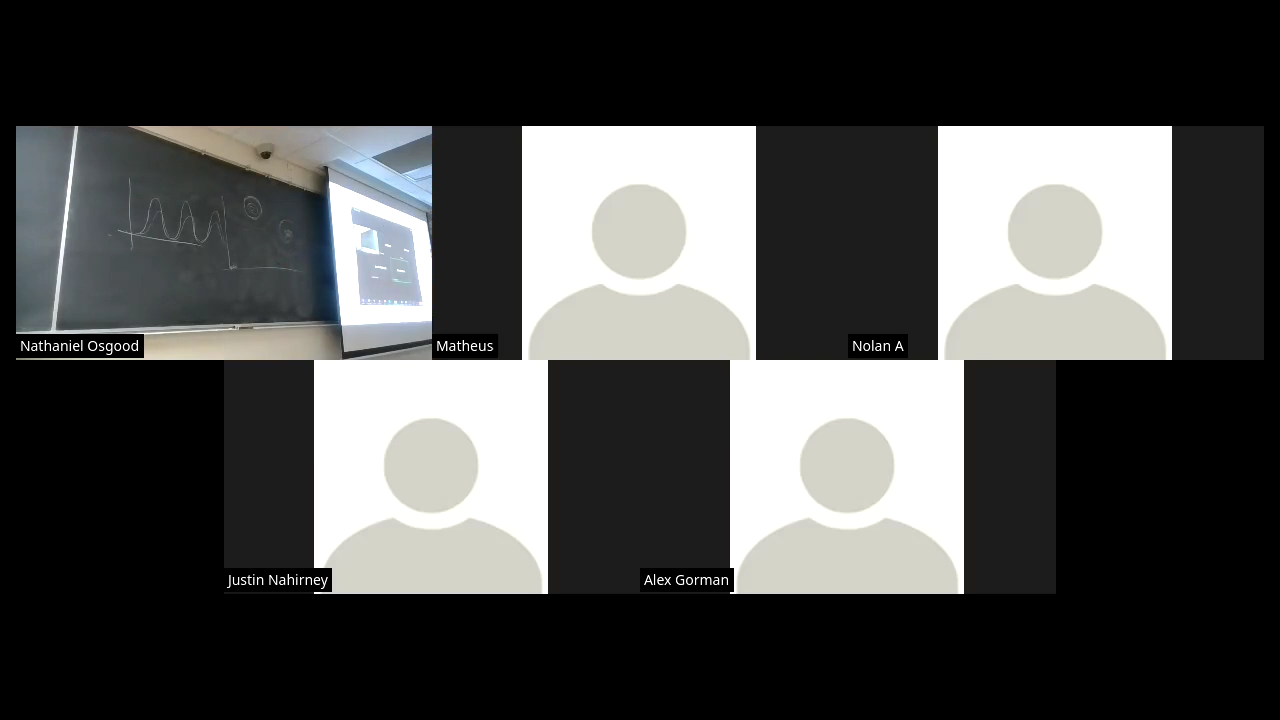 Nathaniel Osgood
Matheus
Nolan A
Justin Nahirney
Alex Gorman